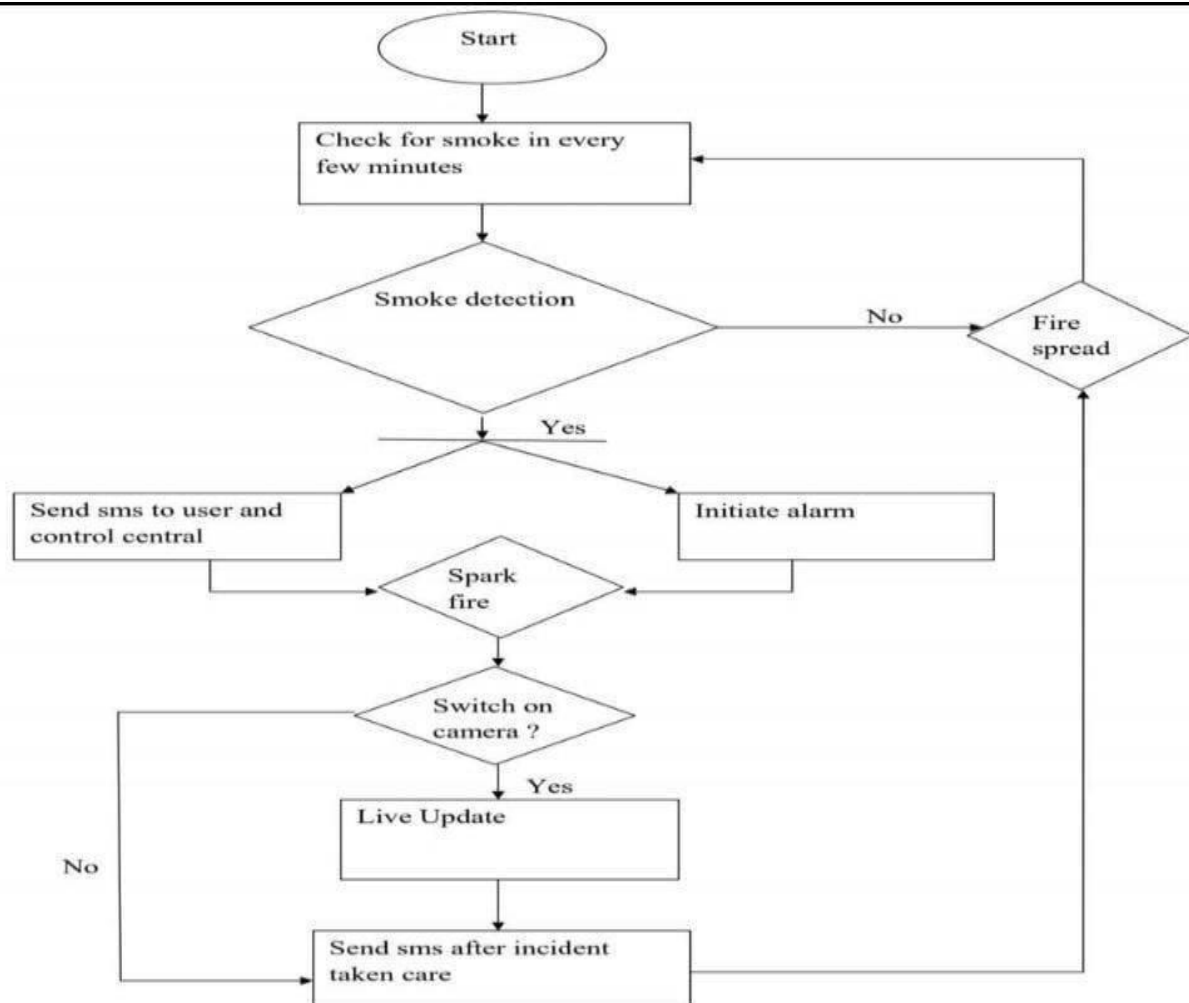 Start
Check for smoke in every
few minutes
Smoke detection
No
Fire
spread
Yes
Send sms to user and
control central
Initiate alarm
Spark
fire
Switch on
camera ?
Yes
Live Update
No
Send sms after incident
taken care